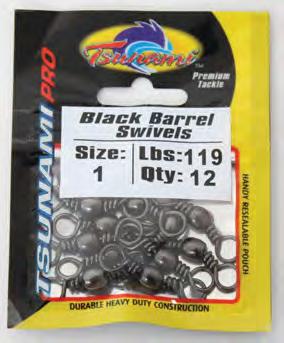 Tsunami
TM
Premium
Tackle
TSUNAMI PRO
Black Barrel
Swivels
Size: Lbs:119
1 Qty: 12
HANDY RESEALABLE POUCH
DURABLE HEAVY DUTY CONSTRUCTION